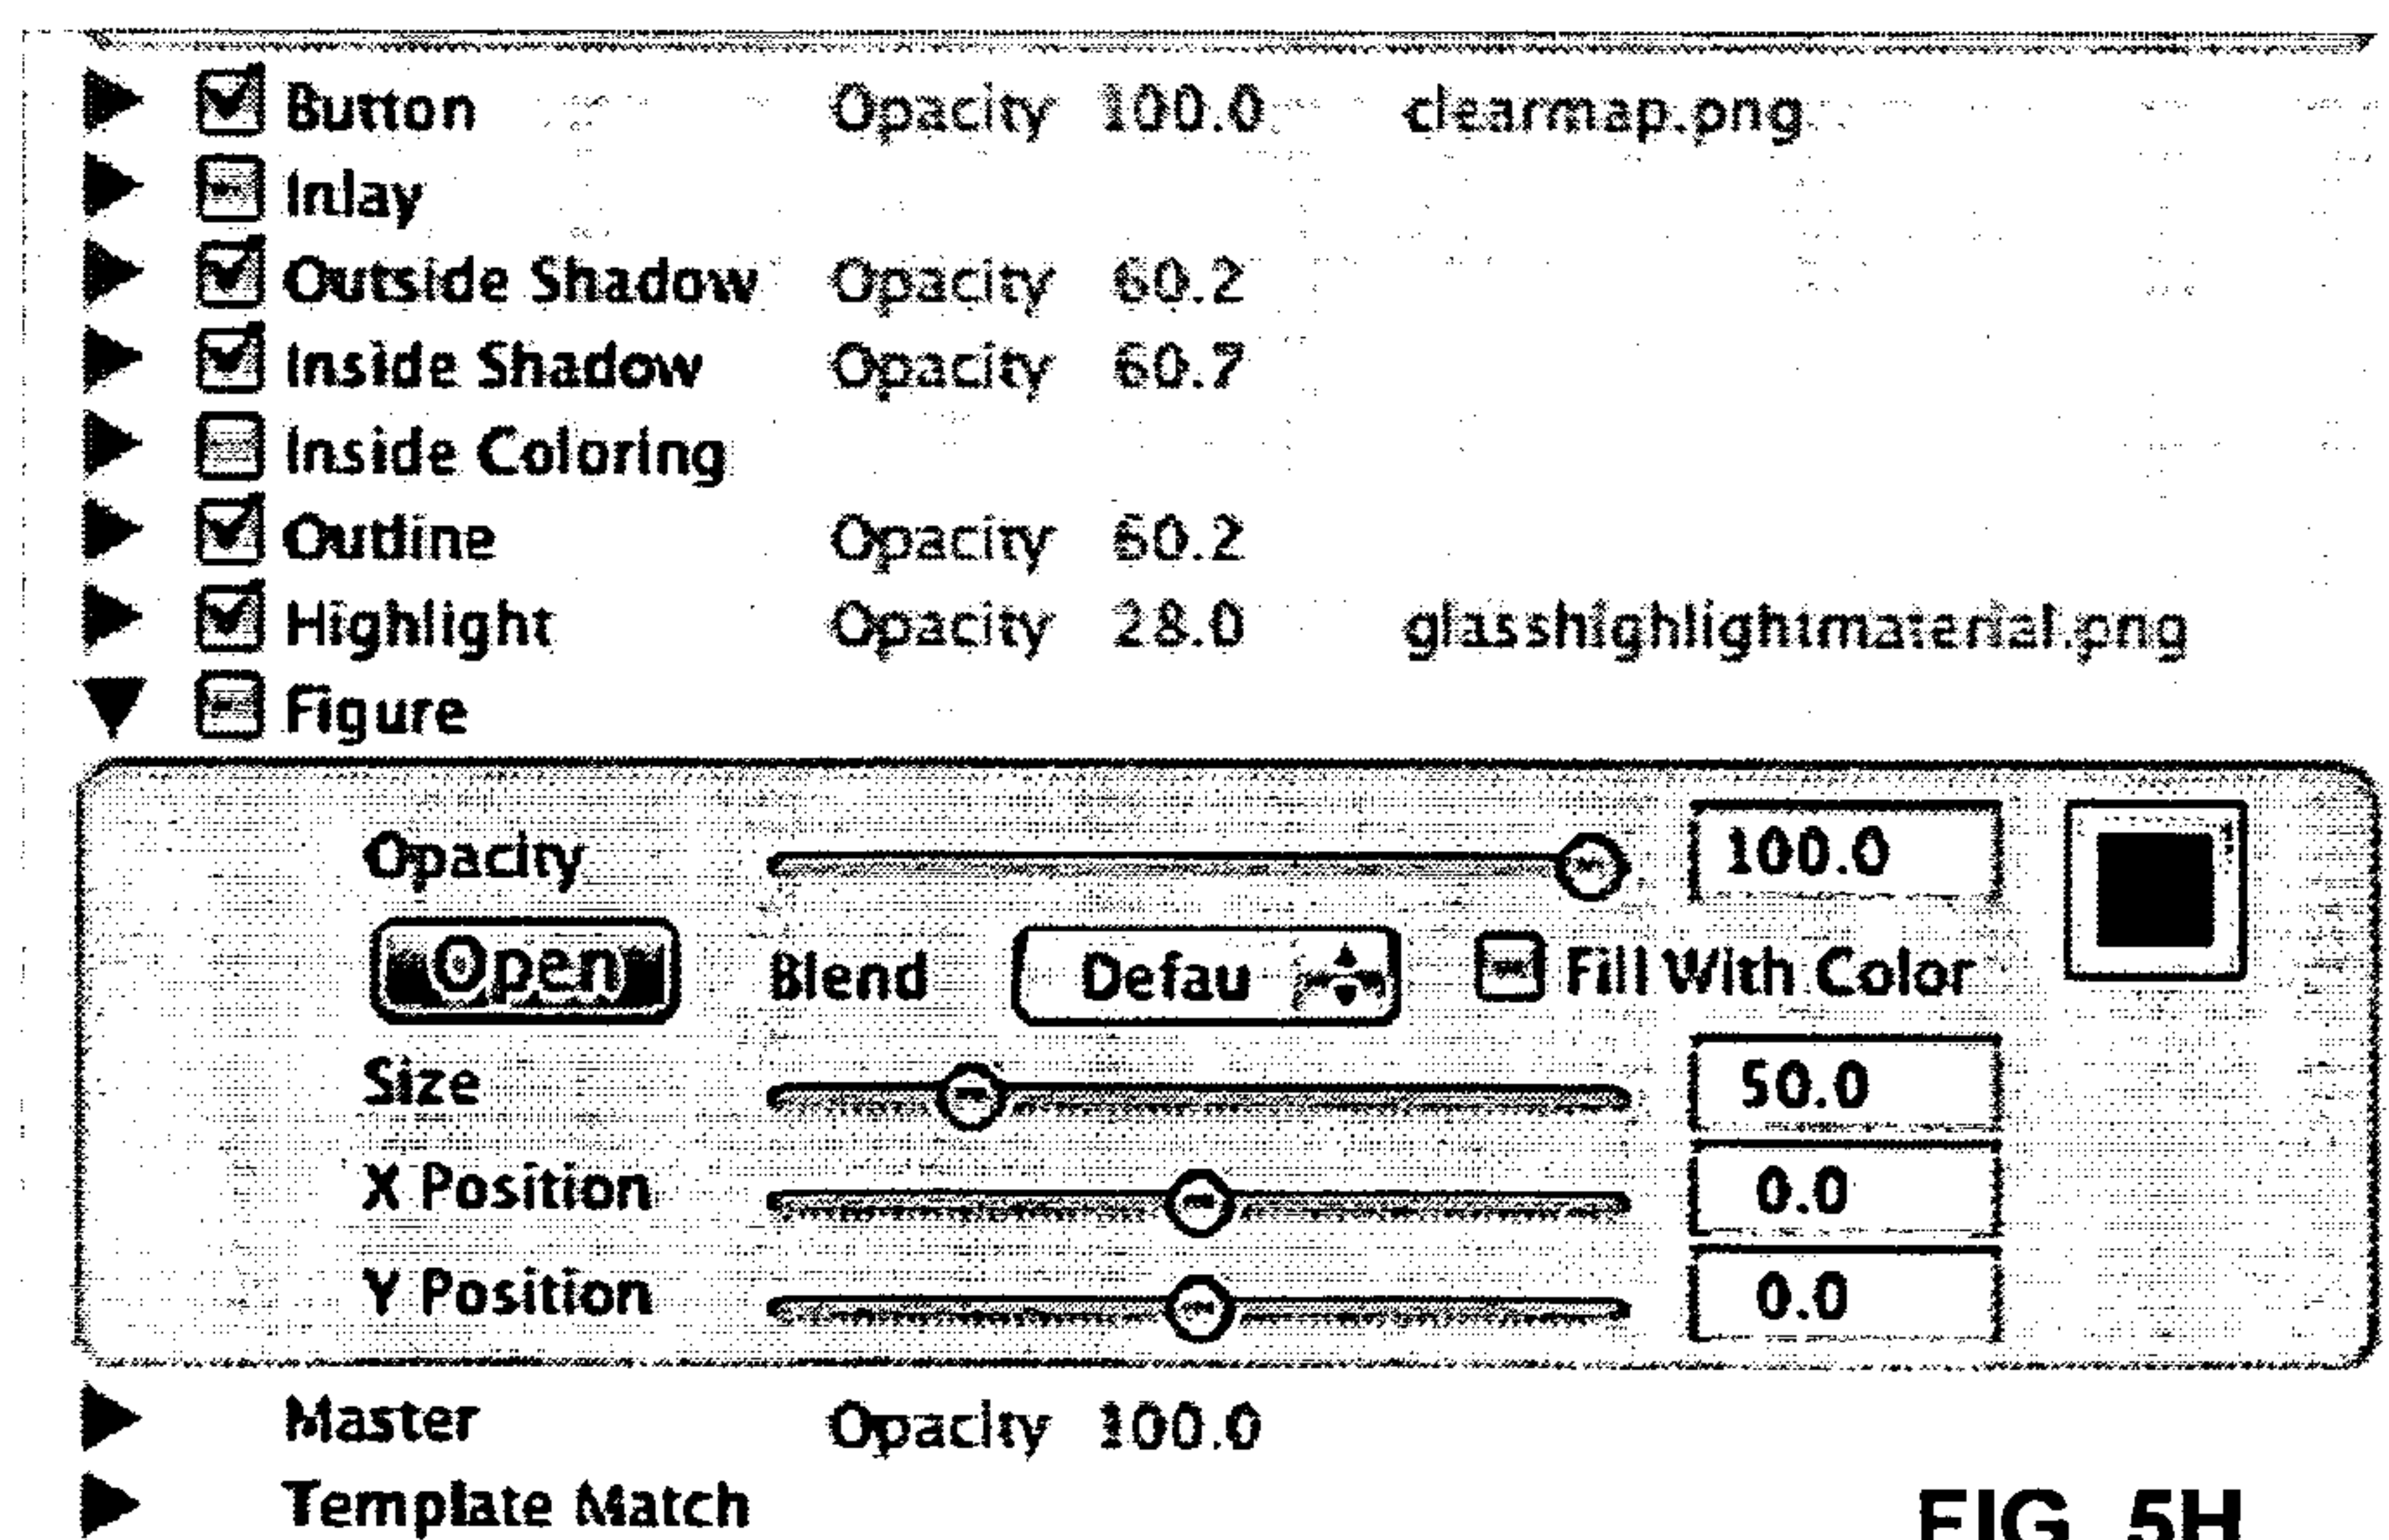 Button Opacity 100.0 clearmap.png
Inlay
Outside Shadow Opacity 60.2
Inside Shadow Opacity 60.7
Inside Coloring
Outline Opacity 60.2
Highlight Opacity 28.0 glasshighlightmaterial.png
Figure
Opacity 100.0
Open Blend Defau Fill With Color
Size 50.0
X Position 0.0
Y Position 0.0
Master Opacity 100.0
Template Match
FIG. 5H